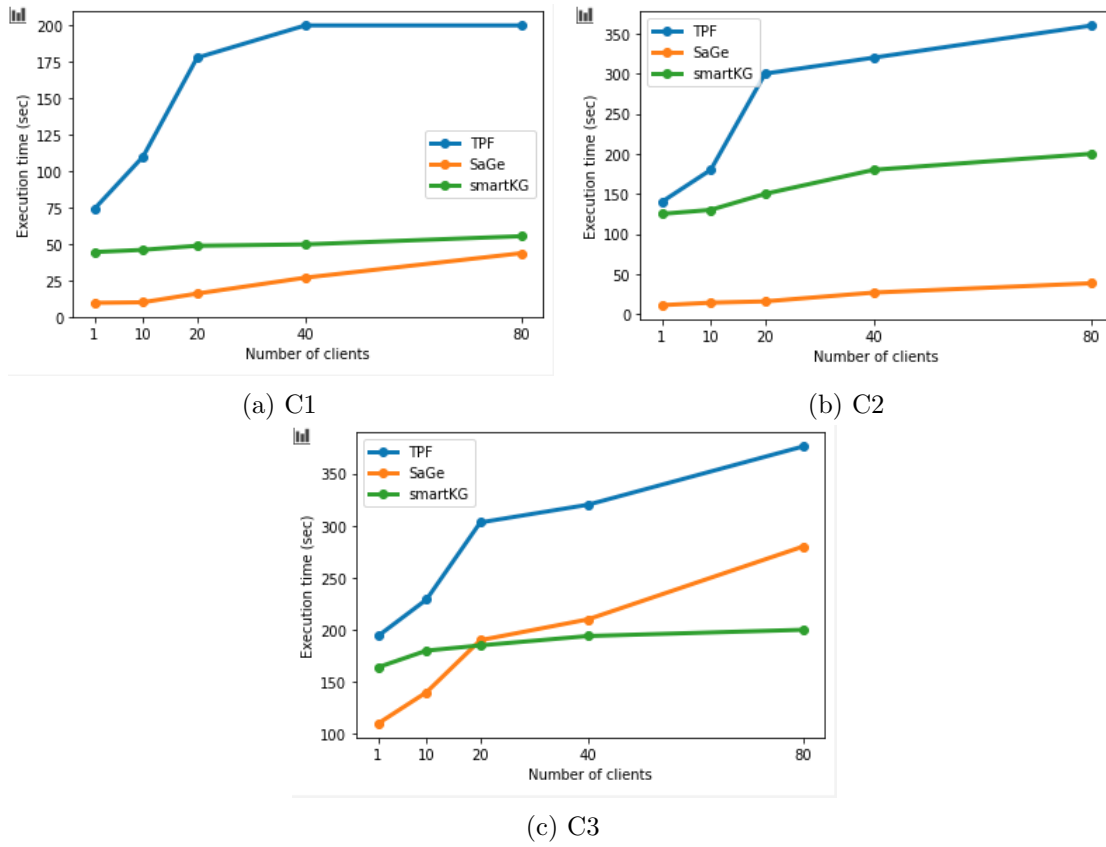 200
175
150
125
100
75
50
25
0
Execution time (sec)
TPF
SaGe
smartKG
1 10 20 40 80
Number of clients
(a) C1
350
300
250
200
150
100
50
0
Execution time (sec)
TPF
SaGe
smartKG
1 10 20 40 80
Number of clients
(b) C2
350
300
250
200
150
100
Execution time (sec)
TPF
SaGe
smartKG
1 10 20 40 80
Number of clients
(c) C3